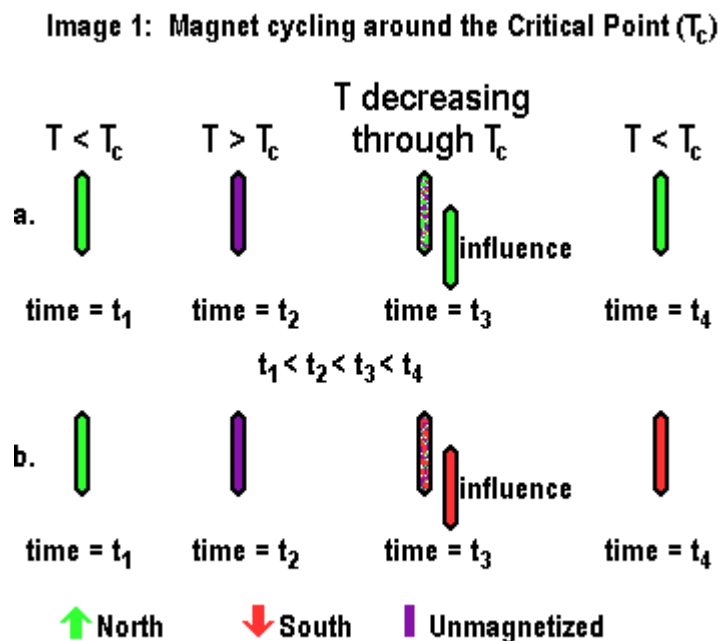 Image 1: Magnet cycling around the Critical Point (Tc)
T decreasing
T < Tc T > Tc through Tc T < Tc
a.
influence
time = t1 time = t2 time = t3 time = t4
t1 < t2 < t3 < t4
b.
influence
time = t1 time = t2 time = t3 time = t4
North South Unmagnetized